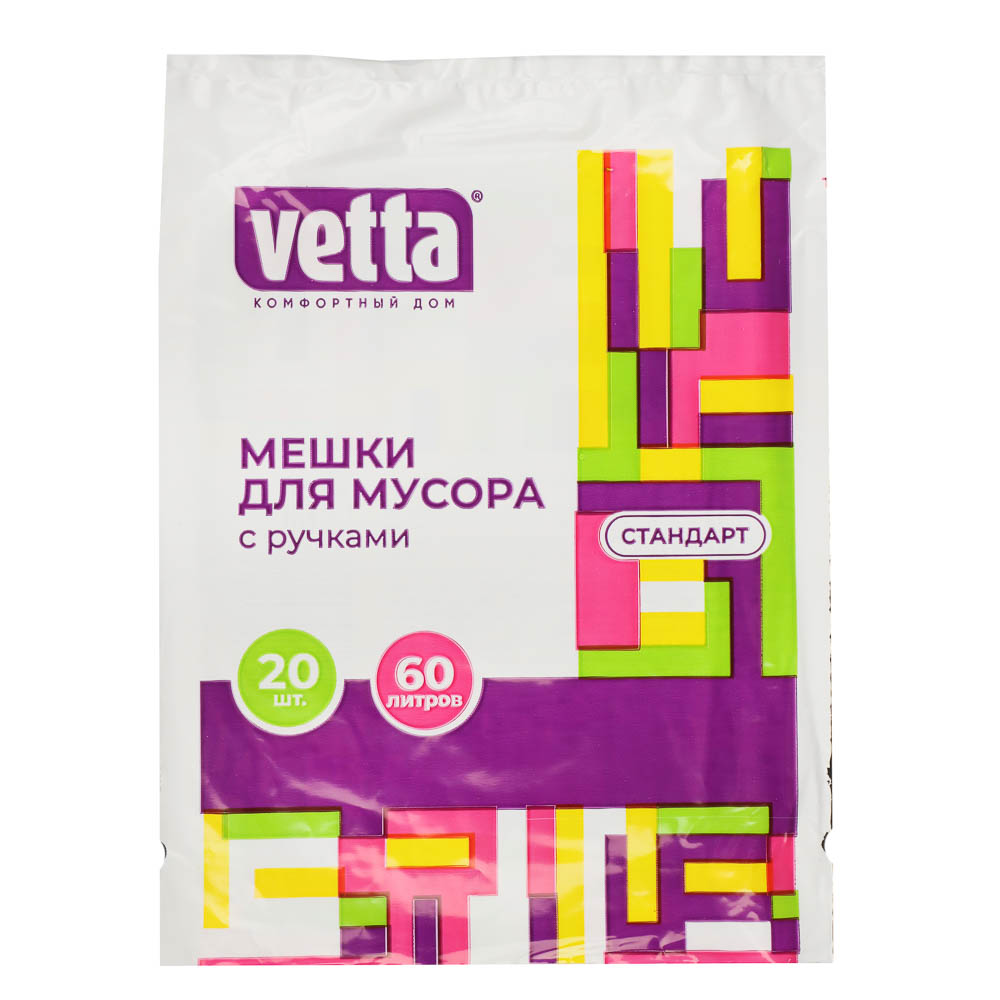 vetta®
КОМФОРТНЫЙ ДОМ
МЕШКИ
ДЛЯ МУСОРА
с ручками
СТАНДАРТ
20
шт.
60
литров